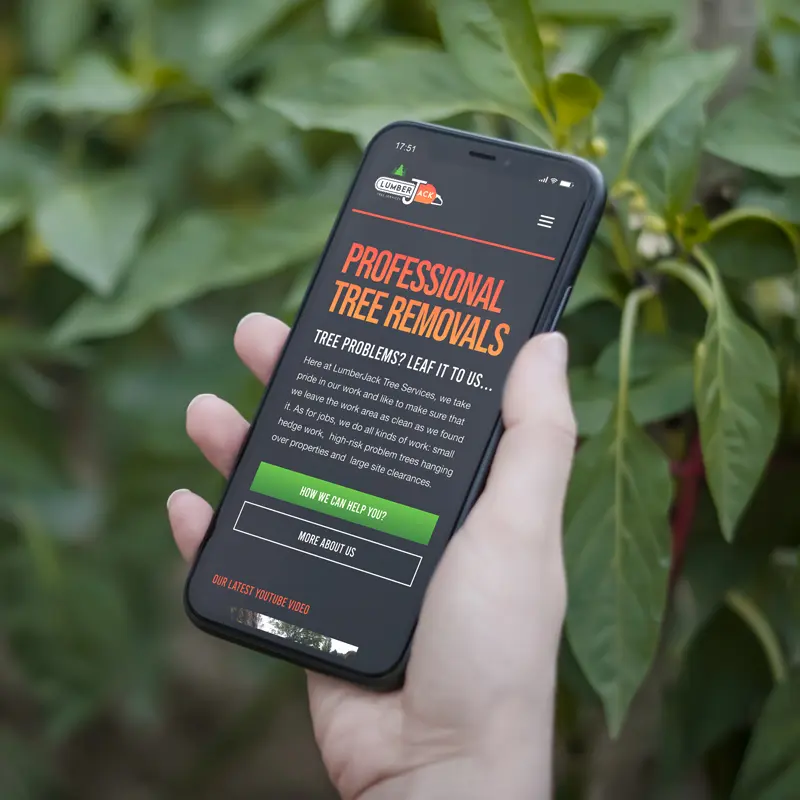 17:51
LUMBERJACK
TREE SERVICES
PROFESSIONAL
TREE REMOVALS
TREE PROBLEMS? LEAF IT TO US...
Here at LumberJack Tree Services, we take
pride in our work and like to make sure that
we leave the work area as clean as we found
it. As for jobs, we do all kinds of work: small
hedge work, high-risk problem trees hanging
over properties and large site clearances.
HOW WE CAN HELP YOU?
MORE ABOUT US
OUR LATEST YOUTUBE VIDEO